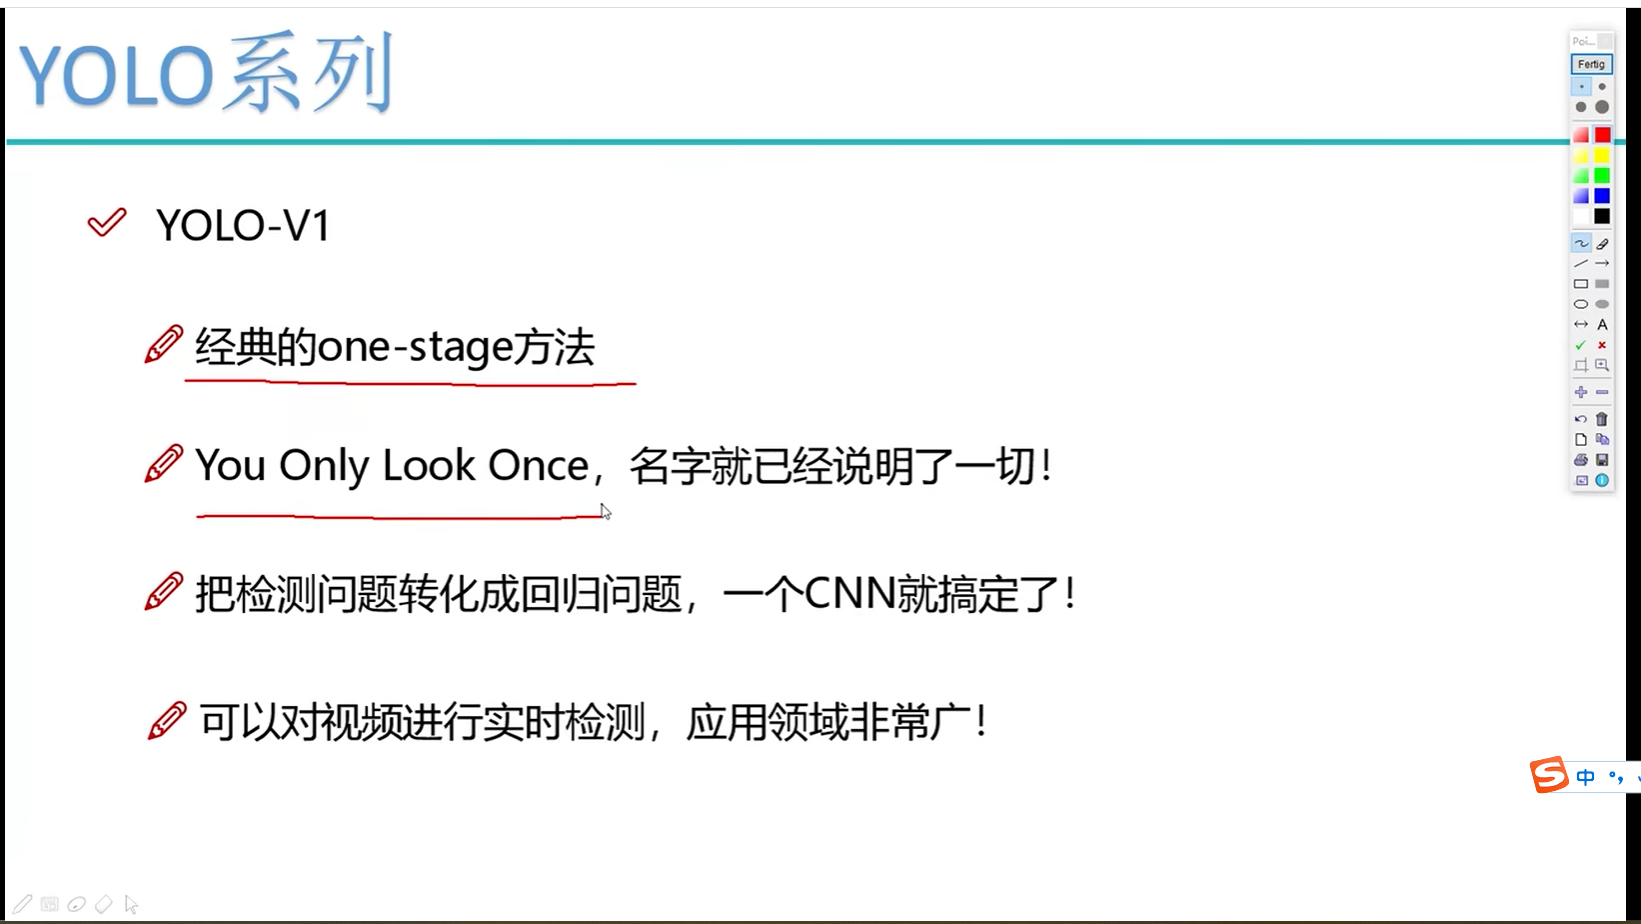 YOLO系列
YOLO-V1
经典的one-stage方法
You Only Look Once，名字就已经说明了一切！
把检测问题转化成回归问题，一个CNN就搞定了！
可以对视频进行实时检测，应用领域非常广！
Poi...
Fertig
A
S中°，